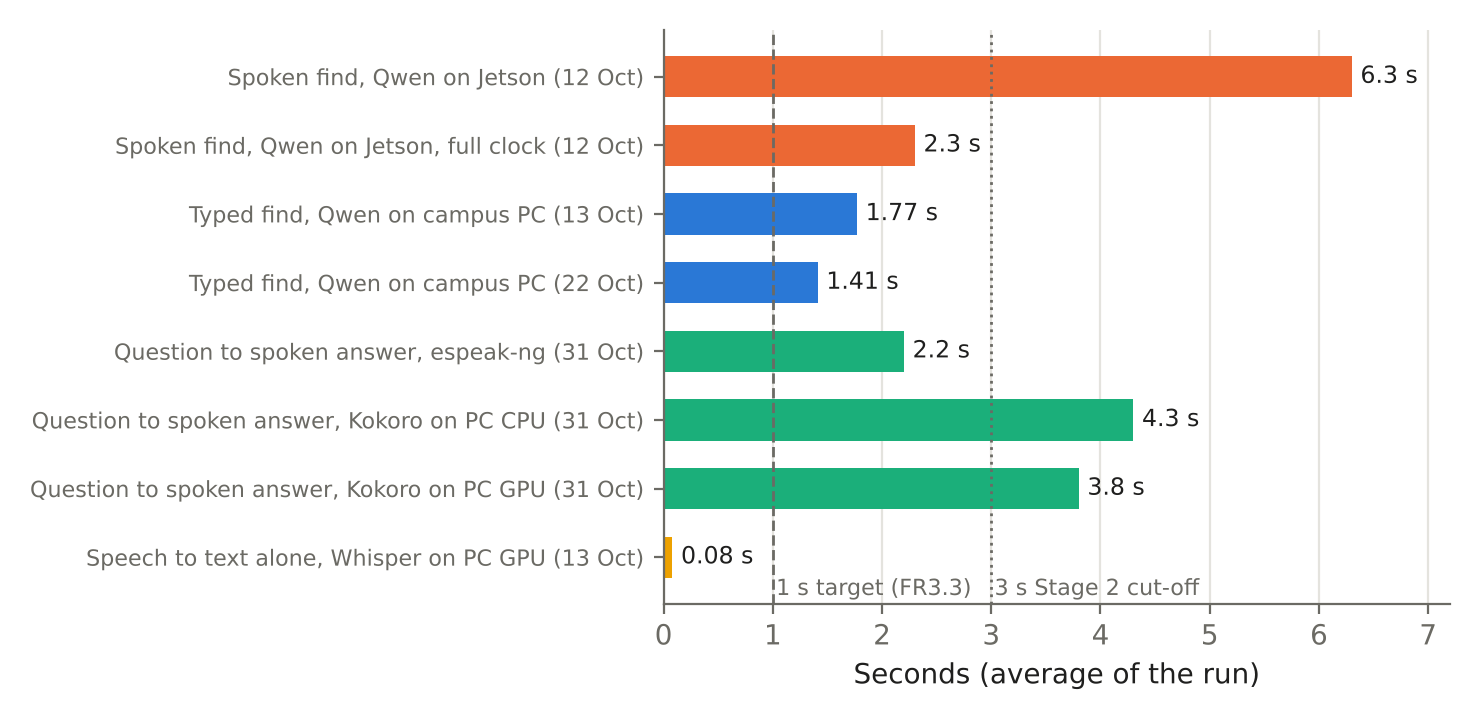 Spoken find, Qwen on Jetson (12 Oct) 6.3 s
Spoken find, Qwen on Jetson, full clock (12 Oct) 2.3 s
Typed find, Qwen on campus PC (13 Oct) 1.77 s
Typed find, Qwen on campus PC (22 Oct) 1.41 s
Question to spoken answer, espeak-ng (31 Oct) 2.2 s
Question to spoken answer, Kokoro on PC CPU (31 Oct) 4.3 s
Question to spoken answer, Kokoro on PC GPU (31 Oct) 3.8 s
Speech to text alone, Whisper on PC GPU (13 Oct) 0.08 s
1 s target (FR3.3) 3 s Stage 2 cut-off
0 1 2 3 4 5 6 7
Seconds (average of the run)